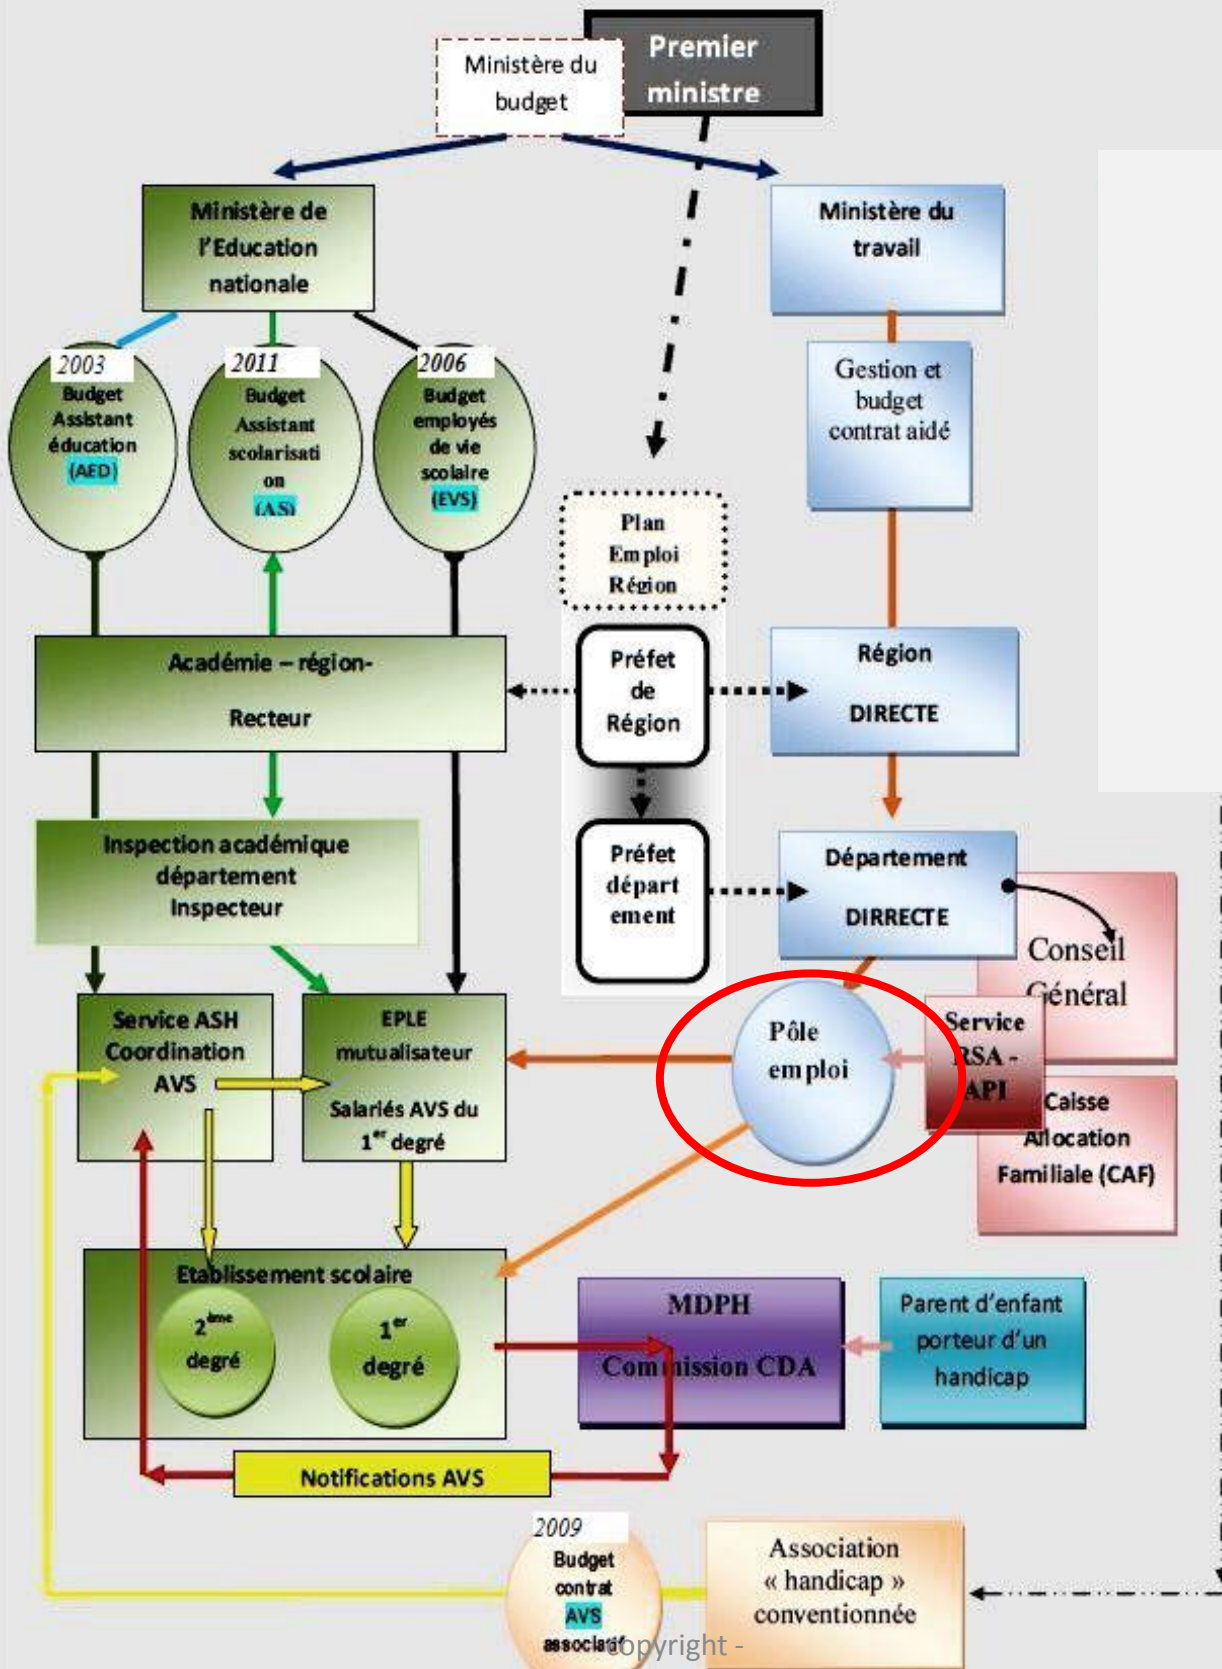 Premier
ministre
Ministère du
budget
Ministère de
l'Education
nationale
Ministère du
travail
2003
Budget
Assistant
éducation
(AED)
2011
Budget
Assistant
scolarisati
on
(AS)
2006
Budget
employés
de vie
scolaire
(EVS)
Gestion et
budget
contrat aidé
Plan
Emploi
Région
Académie – région-
Recteur
Préfet
de
Région
Région
DIRECTE
Inspection académique
département
Inspecteur
Préfet
départ
ement
Département
DIRRECTE
Conseil
Général
Service ASH
Coordination
AVS
EPLE
mutualisateur
Salariés AVS du
1er degré
Pôle
emploi
Service
RSA -
API
Caisse
Allocation
Familiale (CAF)
Etablissement scolaire
2ème
degré
1er
degré
MDPH
Commission CDA
Parent d'enfant
porteur d'un
handicap
Notifications AVS
2009
Budget
contrat
AVS
associatif
Association
« handicap »
conventionnée
copyright -